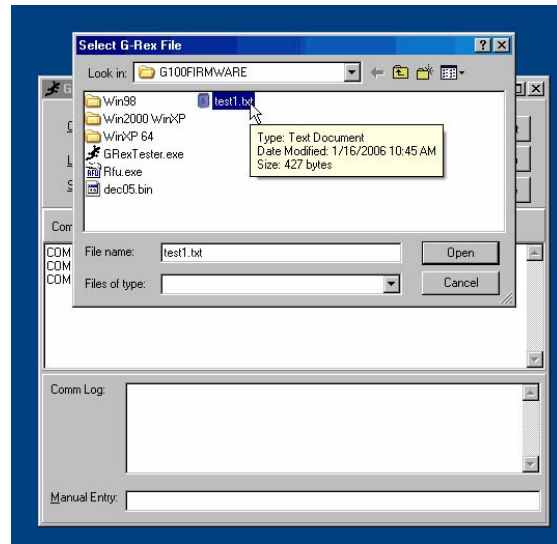 Select G-Rex File
Look in: G100FIRMWARE
Win98
Win2000 WinXP
WinXP 64
GRexTester.exe
Rfu.exe
dec05.bin
test1.txt
Type: Text Document
Date Modified: 1/16/2006 10:45 AM
Size: 427 bytes
File name: test1.txt Open
Files of type: Cancel
COM
COM
COM
Comm Log:
Manual Entry: